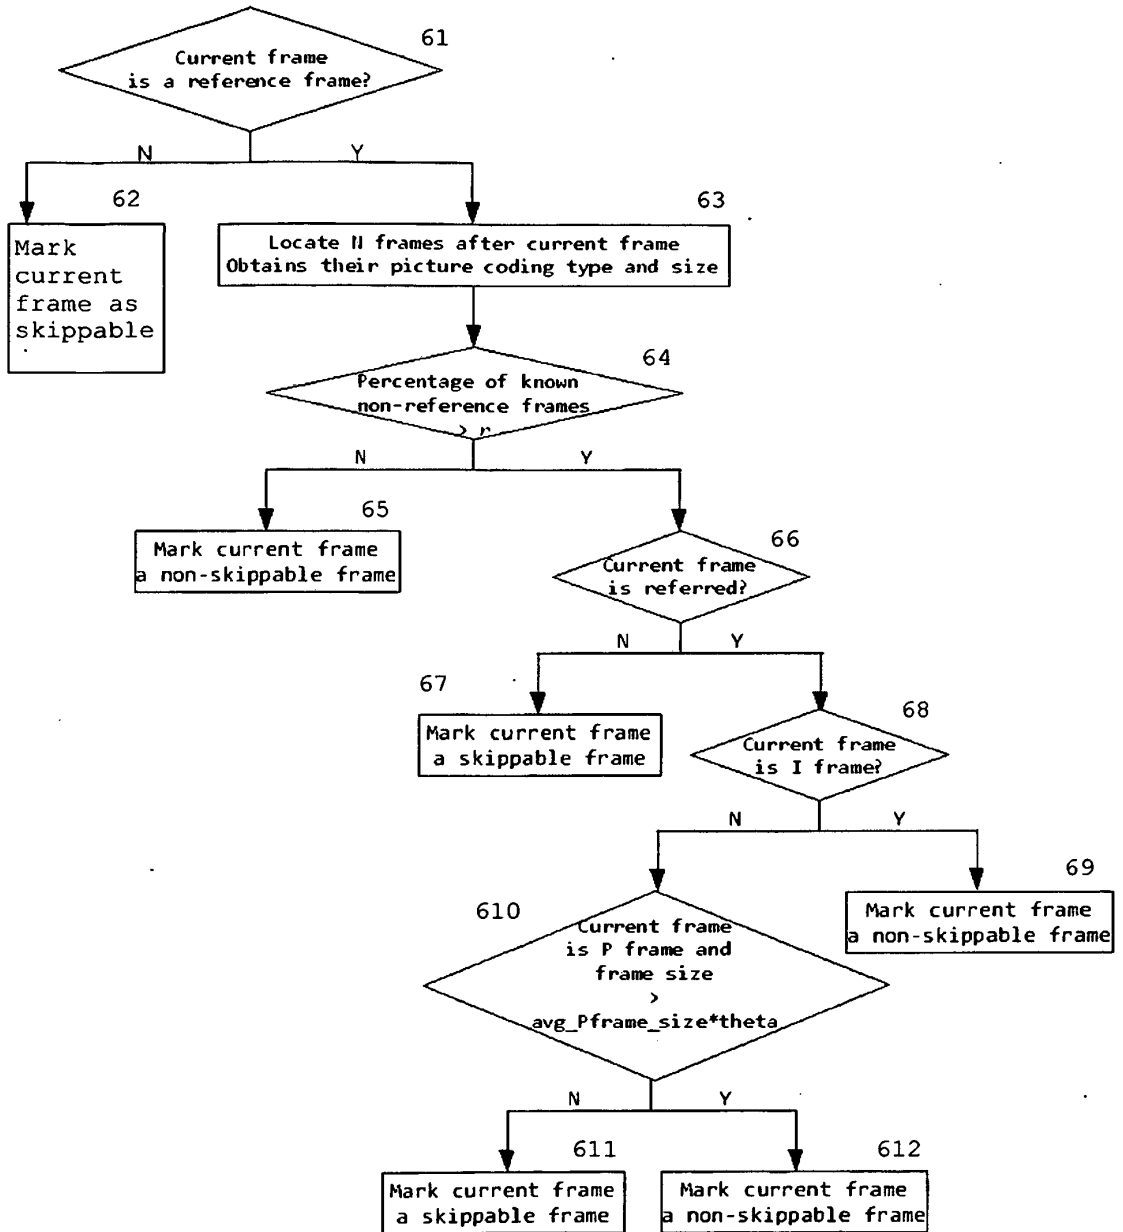 61
Current frame
is a reference frame?
N
Y
62
63
Mark
current
frame as
skippable
Locate N frames after current frame
Obtains their picture coding type and size
64
Percentage of known
non-reference frames
> r
N
Y
65
Mark current frame
a non-skippable frame
66
Current frame
is referred?
N
Y
67
Mark current frame
a skippable frame
68
Current frame
is I frame?
N
Y
69
Mark current frame
a non-skippable frame
610
Current frame
is P frame and
frame size
>
avg_Pframe_size*theta
N
Y
611
612
Mark current frame
a skippable frame
Mark current frame
a non-skippable frame